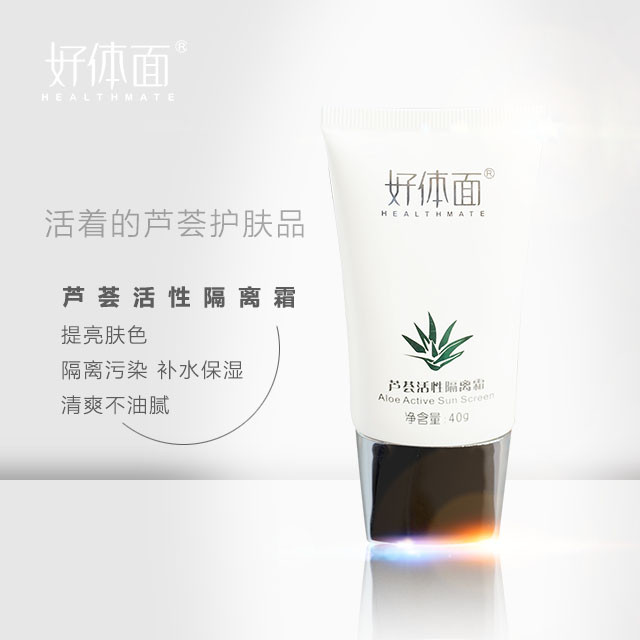 好体面®
HEALTHMATE
活着的芦荟护肤品
芦荟活性隔离霜
提亮肤色
隔离污染 补水保湿
清爽不油腻
好体面®
HEALTHMATE
芦荟活性隔离霜
Aloe Active Sun Screen
净含量:40g